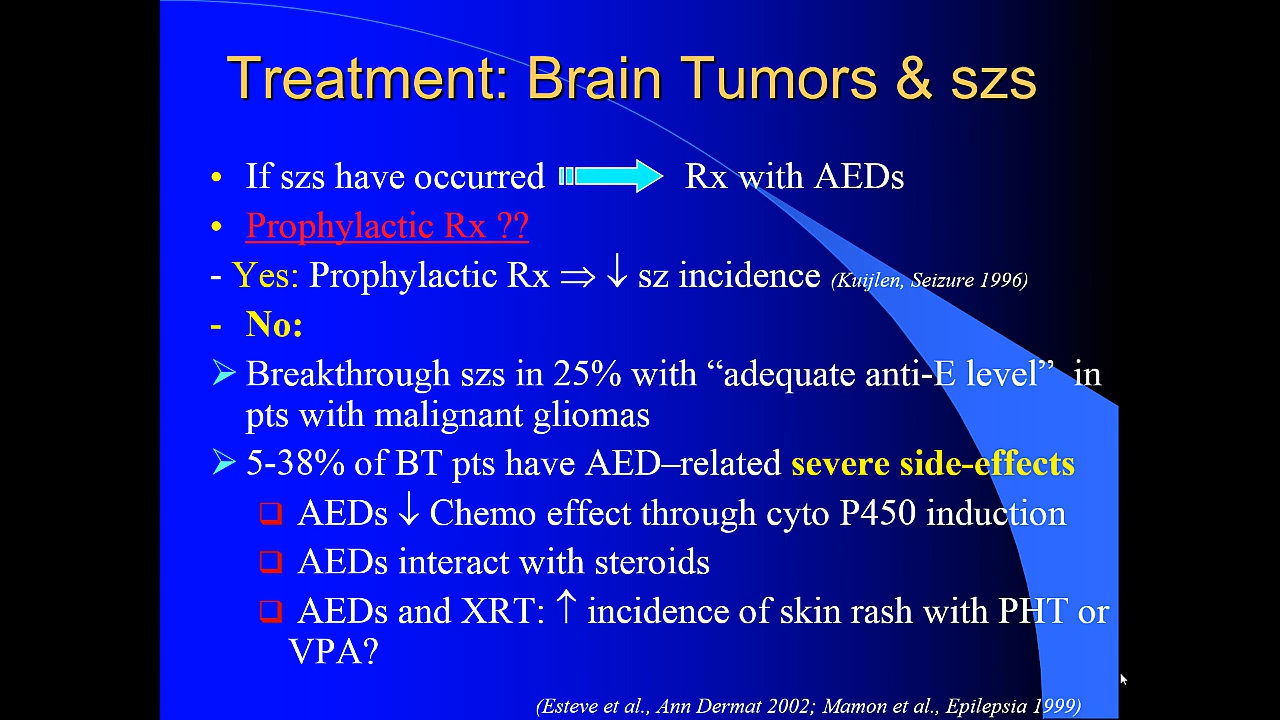 Treatment: Brain Tumors & szs
• If szs have occurred Rx with AEDs
• Prophylactic Rx ??
- Yes: Prophylactic Rx ⇒ ↓ sz incidence (Kuijlen, Seizure 1996)
- No:
➢ Breakthrough szs in 25% with “adequate anti-E level” in
pts with malignant gliomas
➢ 5-38% of BT pts have AED–related severe side-effects
❑ AEDs ↓ Chemo effect through cyto P450 induction
❑ AEDs interact with steroids
❑ AEDs and XRT: ↑ incidence of skin rash with PHT or
VPA?
(Esteve et al., Ann Dermat 2002; Mamon et al., Epilepsia 1999)